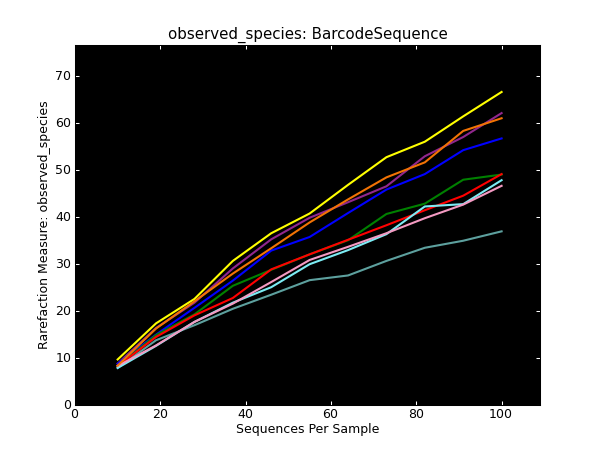 observed_species: BarcodeSequence
Rarefaction Measure: observed_species
70
60
50
40
30
20
10
0
0 20 40 60 80 100
Sequences Per Sample